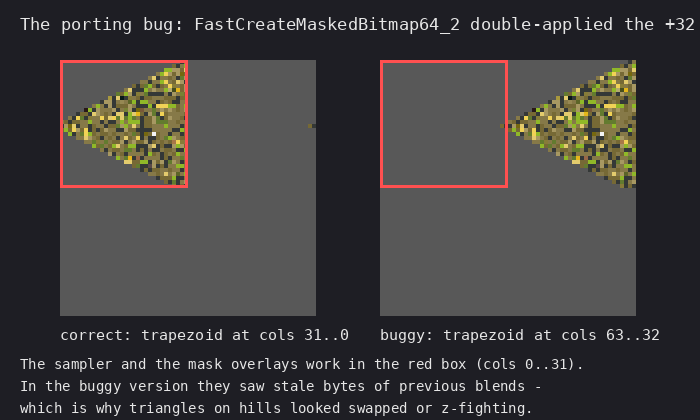 The porting bug: FastCreateMaskedBitmap64_2 double-applied the +32
correct: trapezoid at cols 31..0
buggy: trapezoid at cols 63..32
The sampler and the mask overlays work in the red box (cols 0..31).
In the buggy version they saw stale bytes of previous blends -
which is why triangles on hills looked swapped or z-fighting.